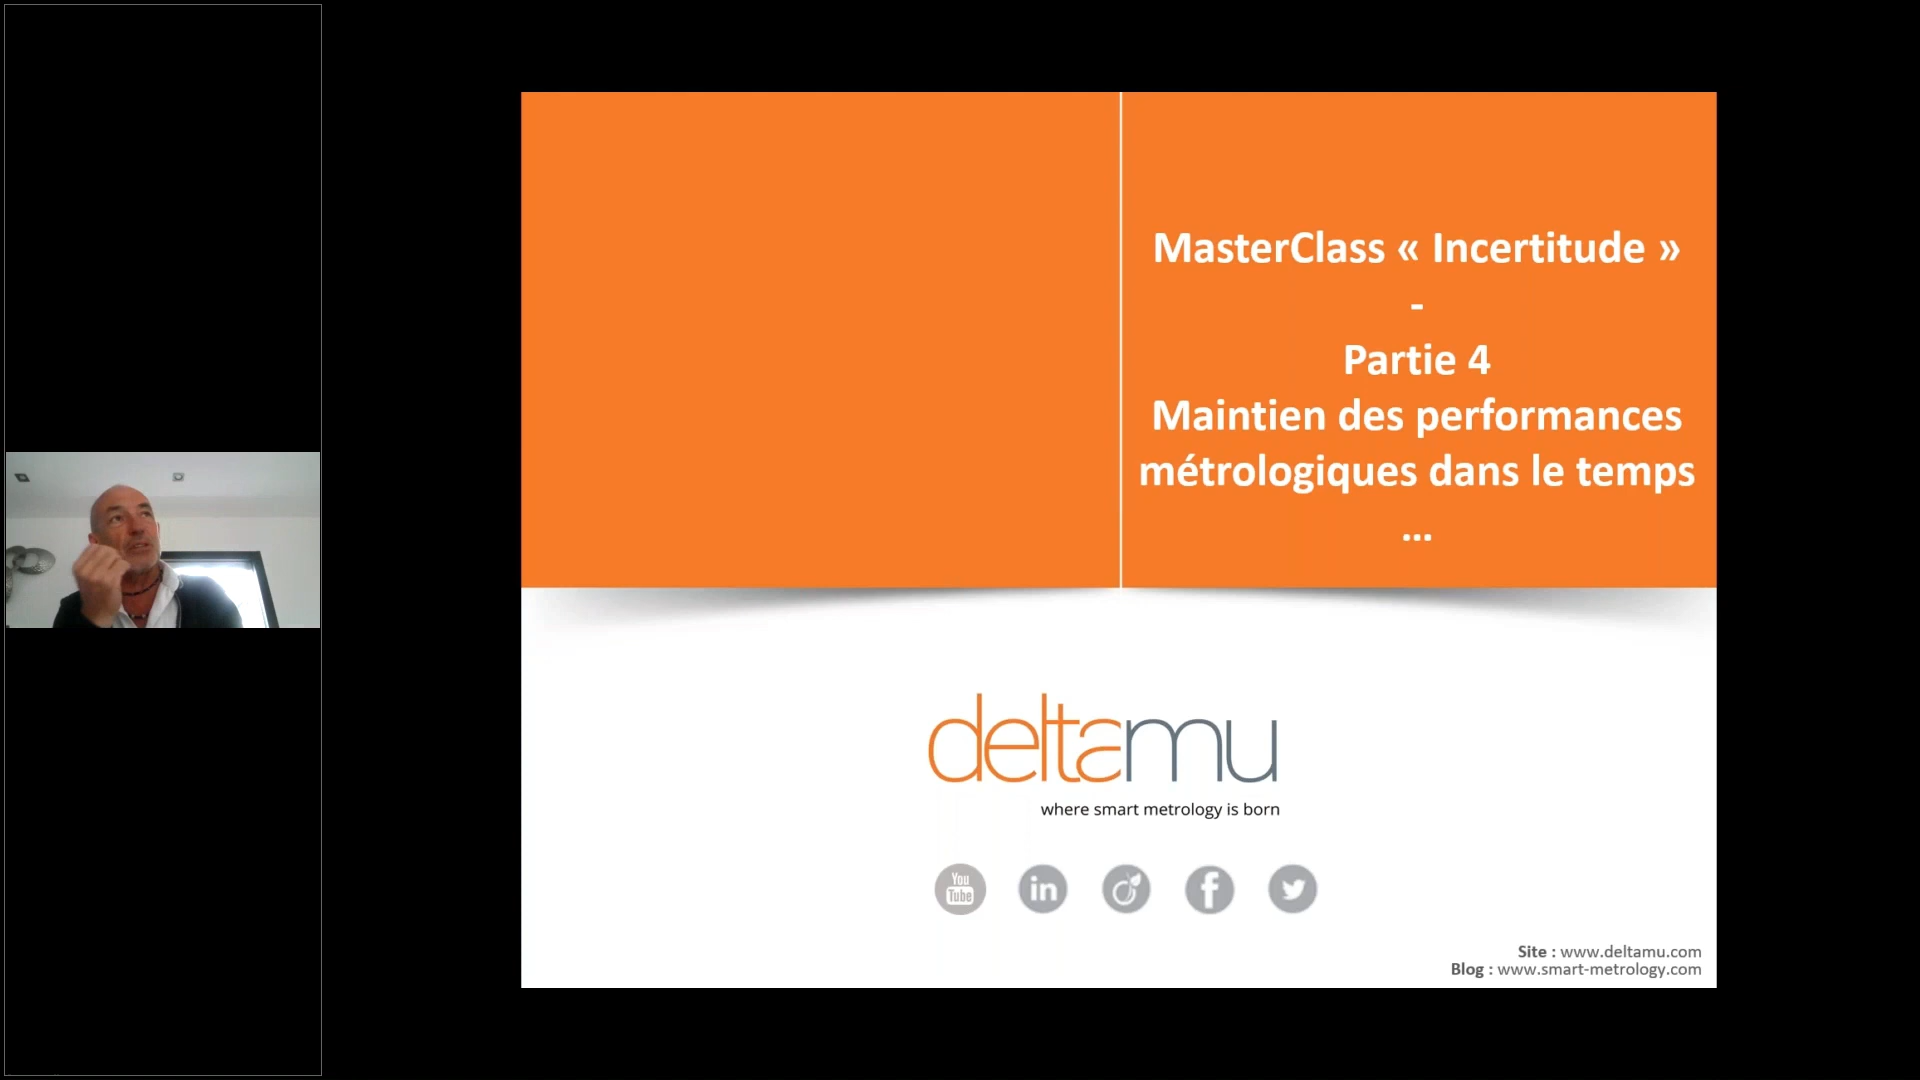 MasterClass « Incertitude »
-
Partie 4
Maintien des performances
métrologiques dans le temps
...
deltamu
where smart metrology is born
You
Tube
in
f
Site : www.deltamu.com
Blog : www.smart-metrology.com